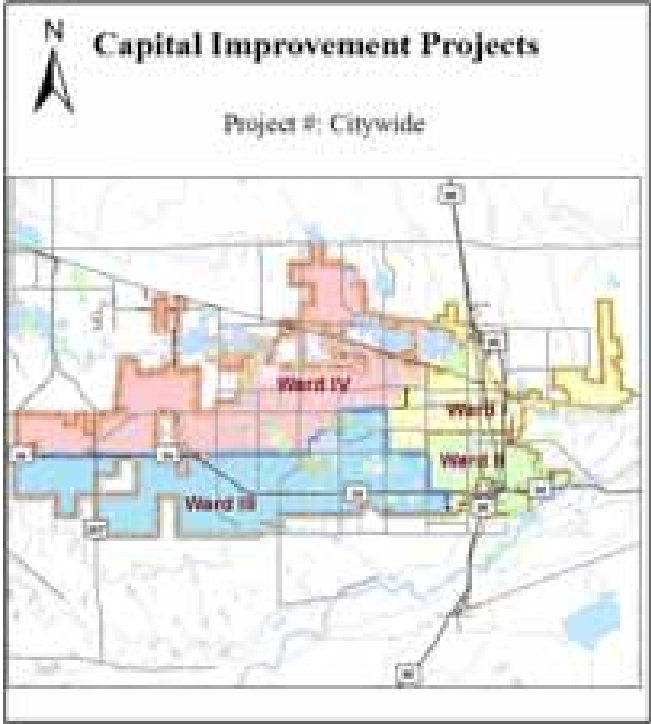 N
Capital Improvement Projects
Project #: Citywide
Ward IV
Ward I
Ward II
Ward III